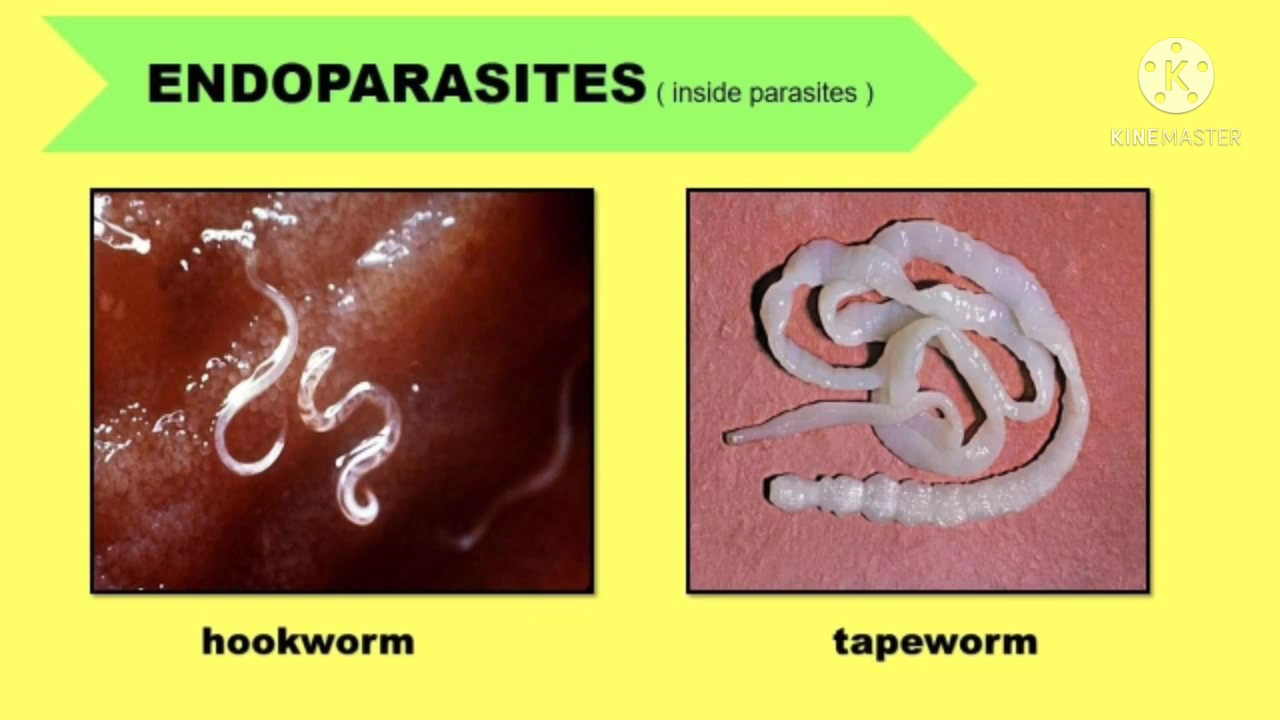 ENDOPARASITES ( inside parasites )
K
KINEMASTER
hookworm
tapeworm